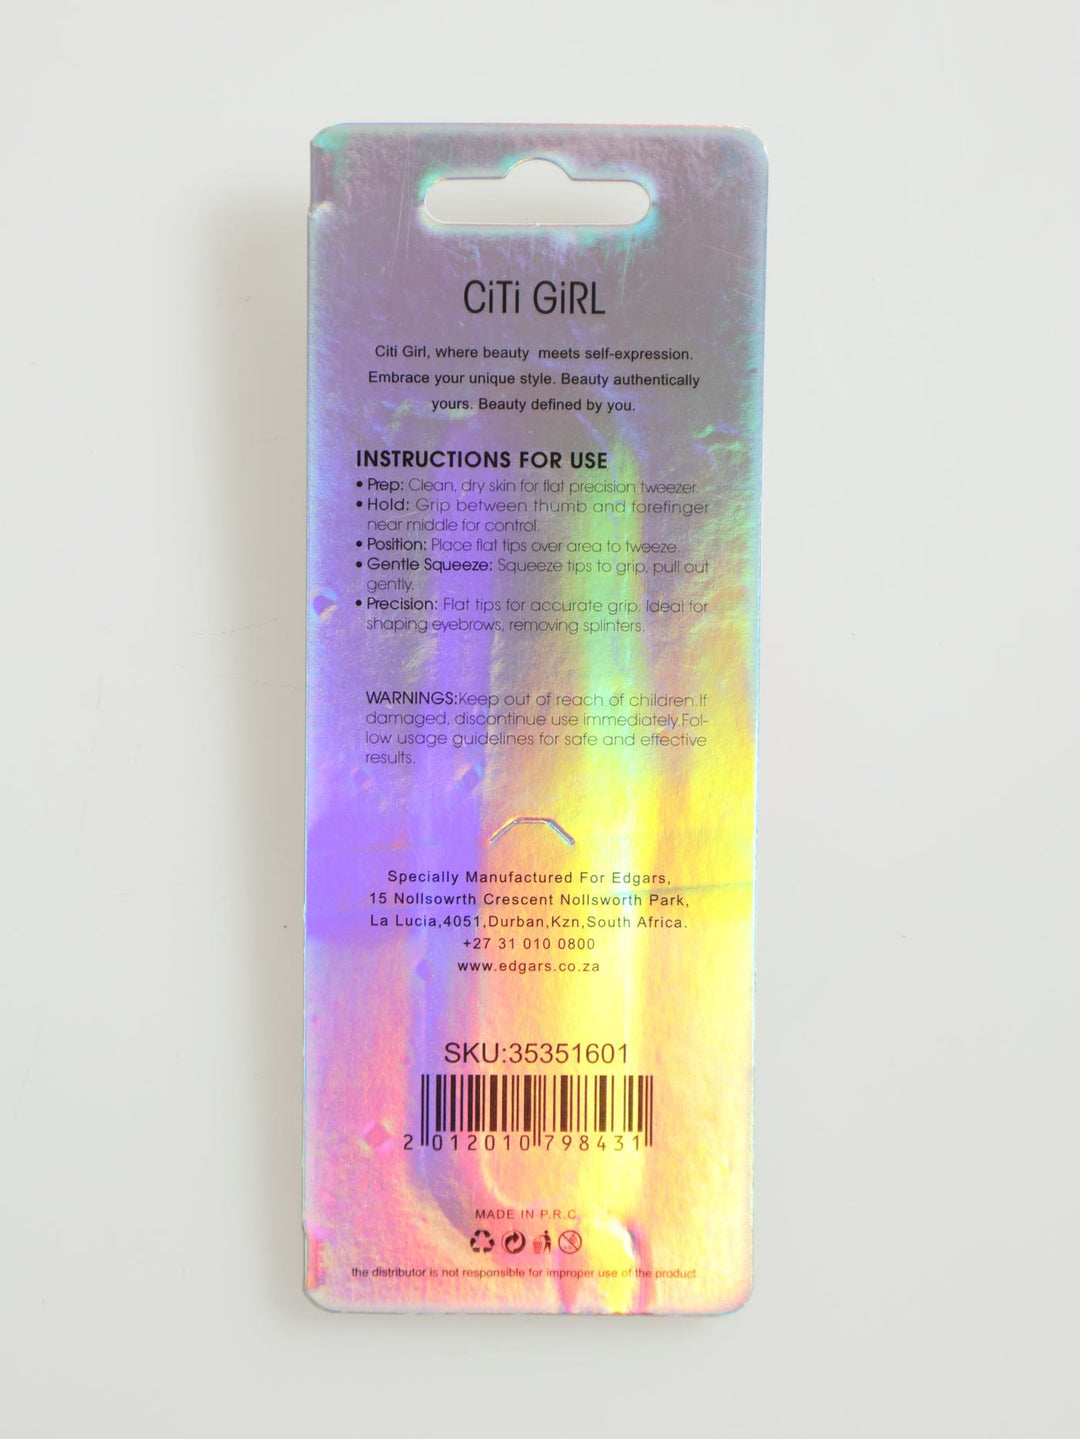 CiTi GiRL
Citi Girl, where beauty meets self-expression.
Embrace your unique style. Beauty authentically
yours. Beauty defined by you.
INSTRUCTIONS FOR USE
• Prep: Clean, dry skin for flat precision tweezer.
• Hold: Grip between thumb and forefinger
near middle for control.
• Position: Place flat tips over area to tweeze.
• Gentle Squeeze: Squeeze tips to grip, pull out
gently.
• Precision: Flat tips for accurate grip. Ideal for
shaping eyebrows, removing splinters.
WARNINGS:Keep out of reach of children.If
damaged, discontinue use immediately.Fol-
low usage guidelines for safe and effective
results.
Specially Manufactured For Edgars,
15 Nollsowrth Crescent Nollsworth Park,
La Lucia,4051,Durban,Kzn,South Africa.
+27 31 010 0800
www.edgars.co.za
SKU:35351601
2 012010 798431
MADE IN P.R.C.
the distributor is not responsible for improper use of the product.